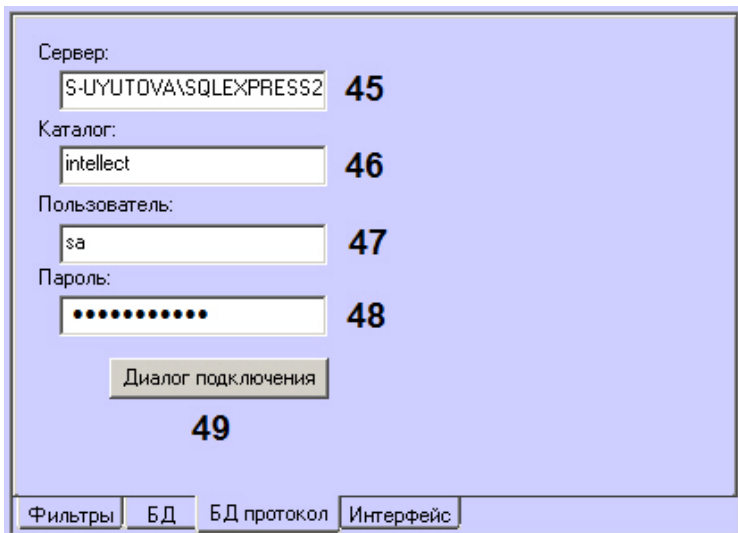 Сервер:
S-UYUTOVA\SQLEXPRESS2 45
Каталог:
intellect 46
Пользователь:
sa 47
Пароль:
••••••••••• 48
Диалог подключения
49
Фильтры БД БД протокол Интерфейс